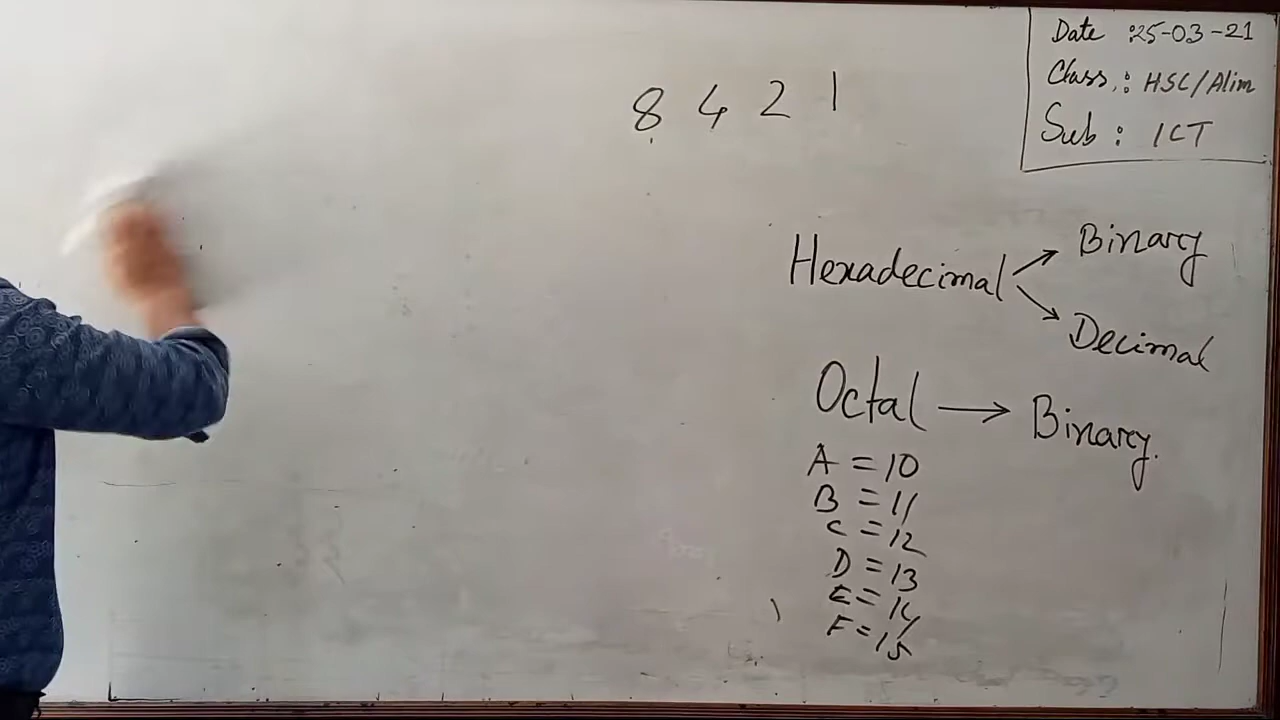 8 4 2 1
Date :25-03-21
Class : HSC/Alim
Sub : ICT
Hexadecimal → Binary
→ Decimal
Octal → Binary.
A = 10
B = 11
C = 12
D = 13
E = 14
F = 15